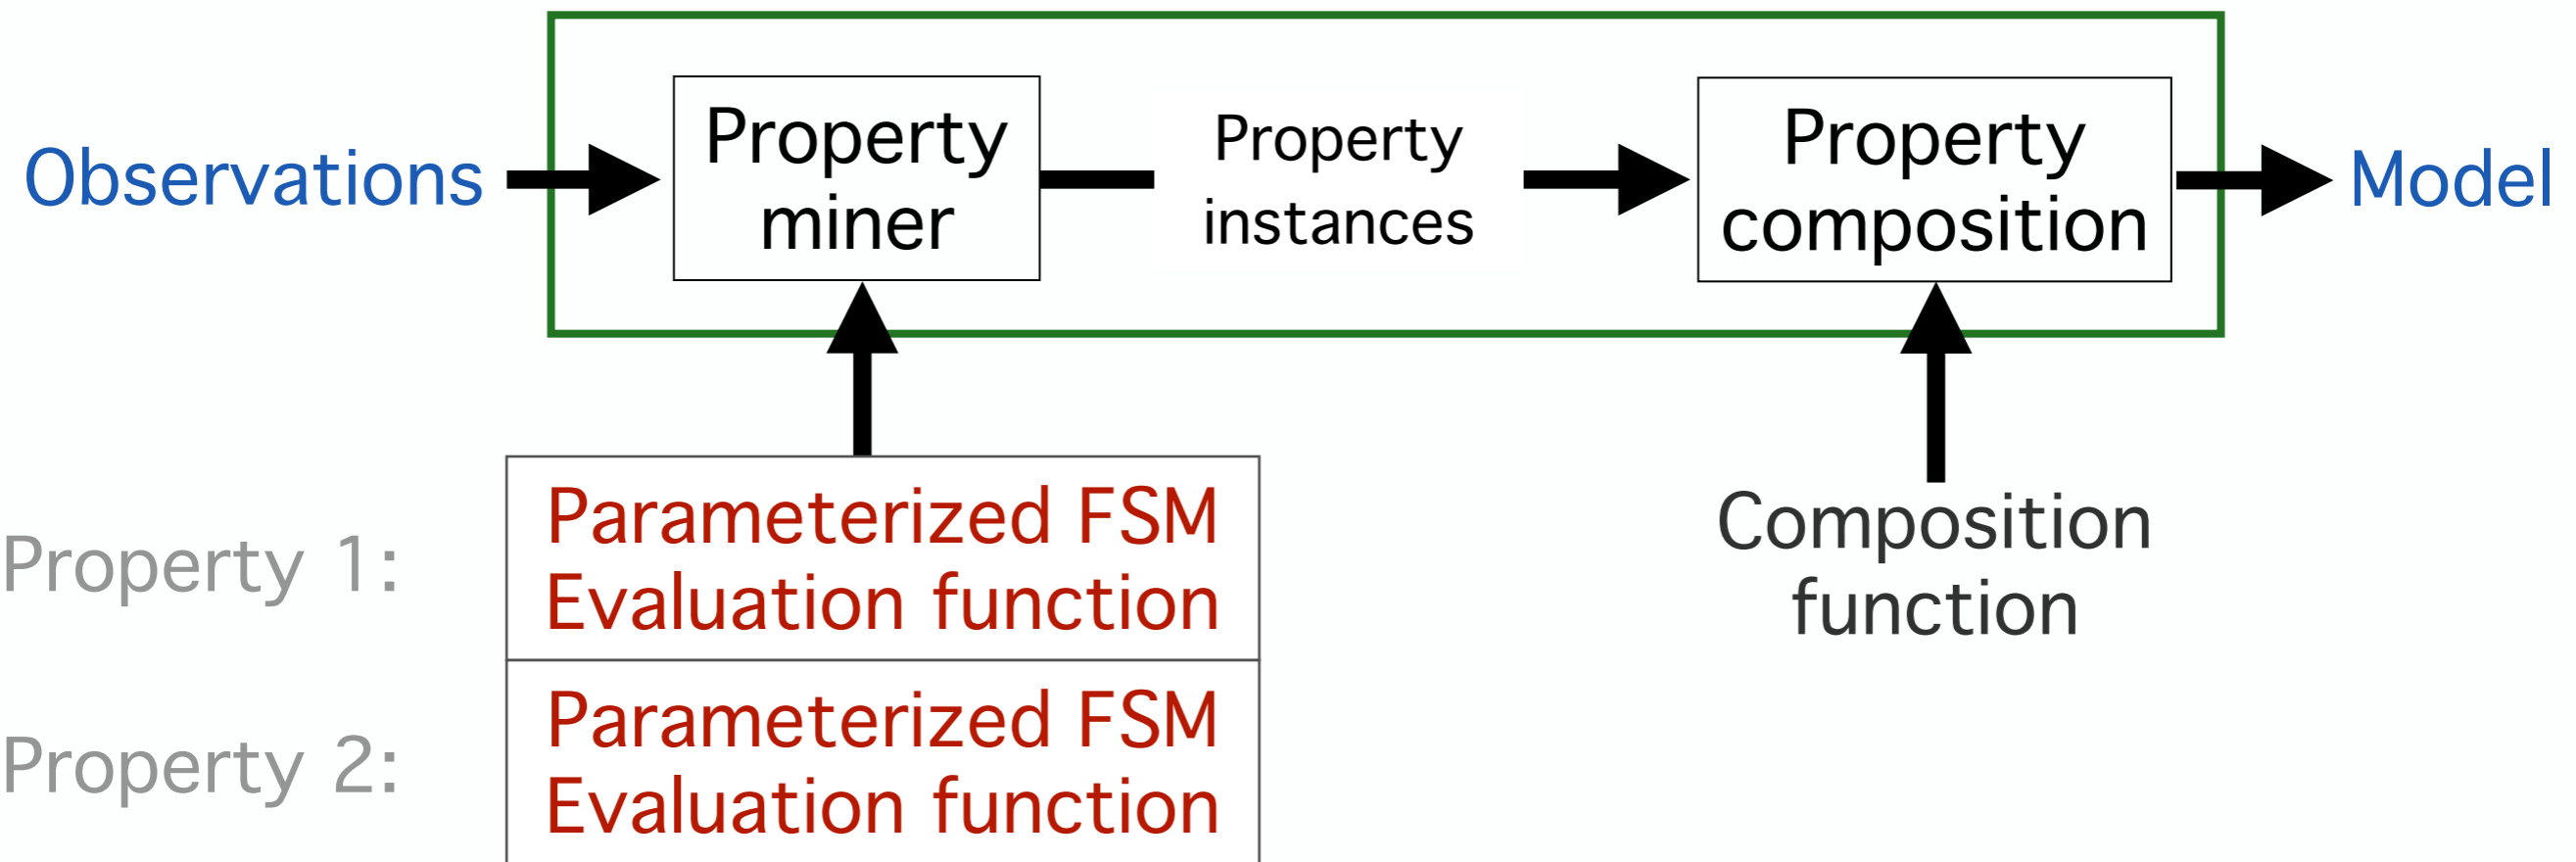 Observations
Property
miner
Property
instances
Property
composition
Model
Property 1:
Parameterized FSM
Evaluation function
Composition
function
Property 2:
Parameterized FSM
Evaluation function